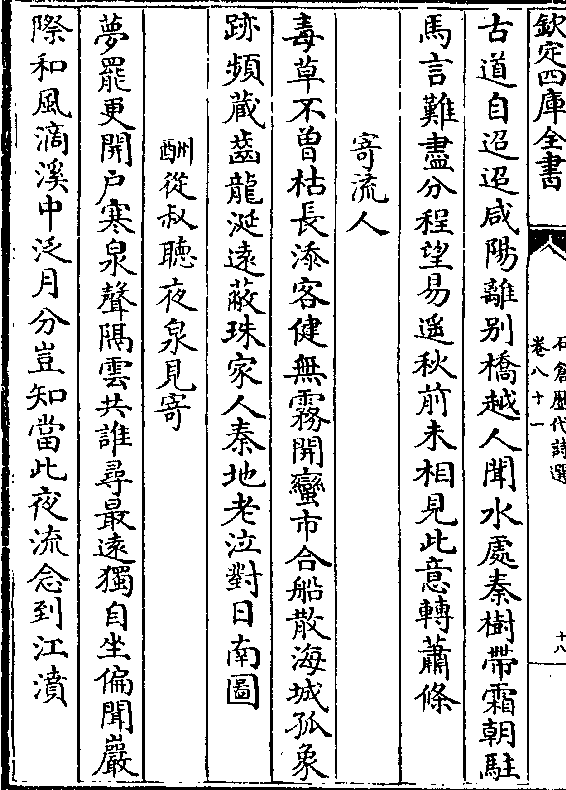 欽定四庫全書
石倉歷代詩選
卷八十一
十八
古道自迢迢咸陽離别橋越人聞水處秦樹帶霜朝駐
馬言難盡分程望易遥秋前未相見此意轉蕭條
寄流人
毒草不曽枯長添客健無霧開蠻市合船散海城孤象
跡頻藏齒龍涎遠蔽珠家人秦地老泣對日南圖
酬從叔聽夜泉見寄
夢罷更開户寒泉聲隔雲共誰尋最遠獨自坐偏聞巖
際和風滴溪中泛月分豈知當此夜流念到江濆